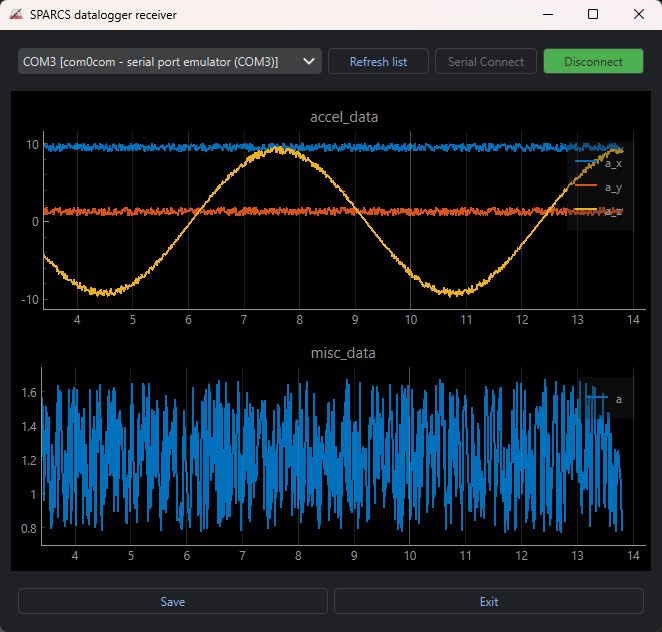 SPARCS datalogger receiver
COM3 [com0com - serial port emulator (COM3)] Refresh list Serial Connect Disconnect
accel_data
10
0
-10
a_x
a_y
a_z
4 5 6 7 8 9 10 11 12 13 14
misc_data
1.6
1.4
1.2
1
0.8
a
4 5 6 7 8 9 10 11 12 13 14
Save Exit